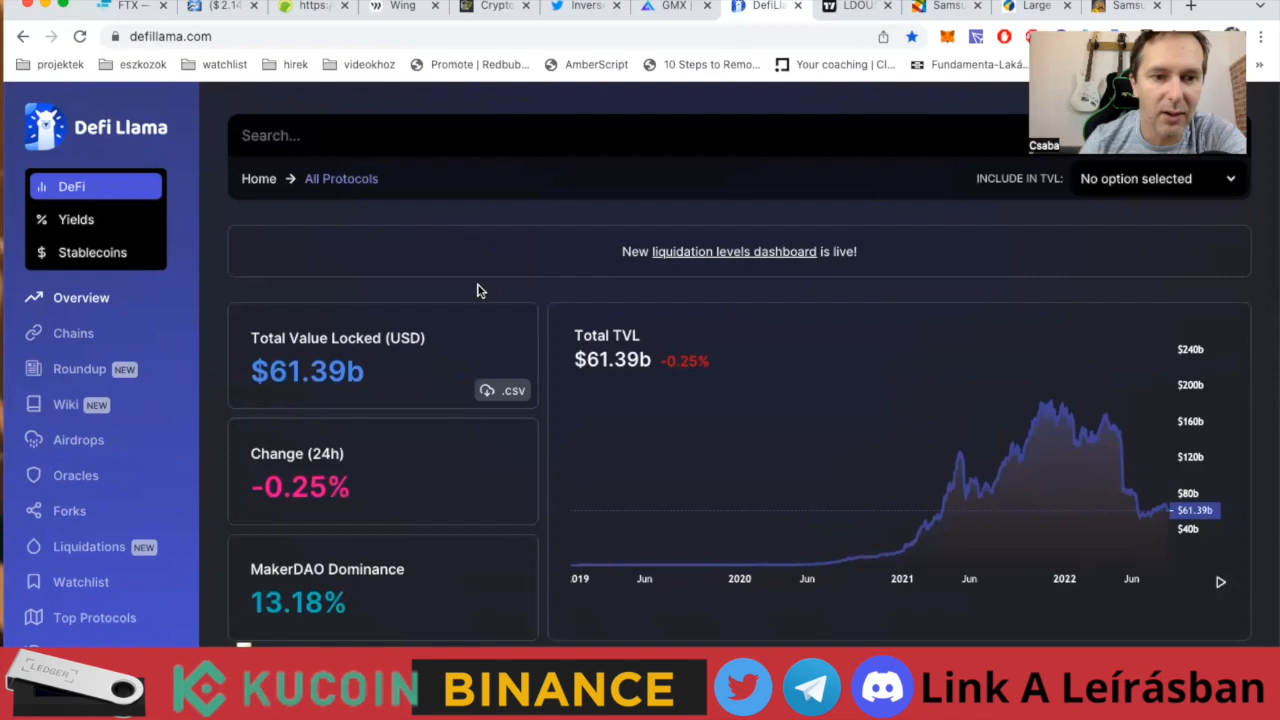 FTX –
($2.14
https:/
Wing
Crypto
Invers
GMX |
DefiLl
LDOUS
Samsu
Large
Samsu
defillama.com
projektek
eszkozok
watchlist
hirek
videokhoz
Promote | Redbub...
AmberScript
10 Steps to Remo...
Your coaching | Cl...
Fundamenta-Laká...
»
Csaba
Defi Llama
DeFi
Yields
Stablecoins
Overview
Chains
Roundup NEW
Wiki NEW
Airdrops
Oracles
Forks
Liquidations NEW
Watchlist
Top Protocols
Search...
Home → All Protocols
INCLUDE IN TVL: No option selected
New liquidation levels dashboard is live!
Total Value Locked (USD)
$61.39b
.csv
Change (24h)
-0.25%
MakerDAO Dominance
13.18%
Total TVL
$61.39b -0.25%
$240b
$200b
$160b
$120b
$80b
$61.39b
$40b
2019 Jun 2020 Jun 2021 Jun 2022 Jun
LEDGER
KUCOIN
BINANCE
Link A Leírásban